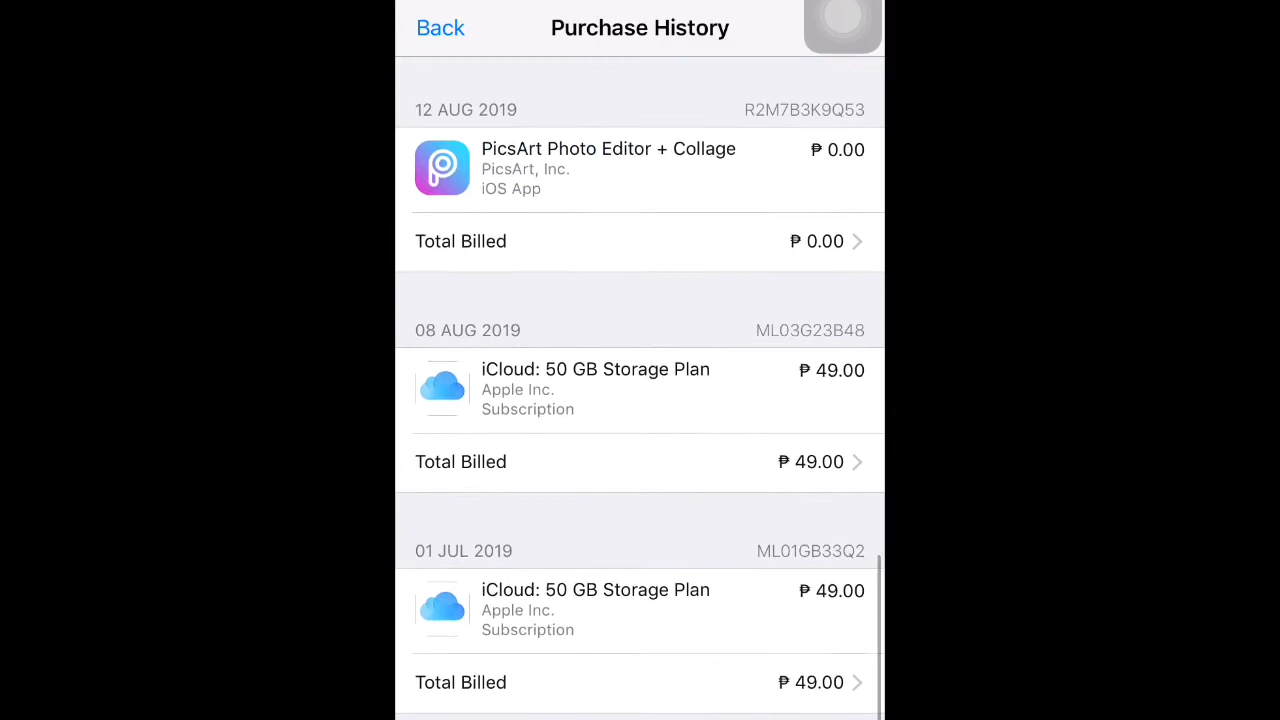 Back Purchase History
12 AUG 2019 R2M7B3K9Q53
PicsArt Photo Editor + Collage ₱ 0.00
PicsArt, Inc.
iOS App
Total Billed ₱ 0.00
08 AUG 2019 ML03G23B48
iCloud: 50 GB Storage Plan ₱ 49.00
Apple Inc.
Subscription
Total Billed ₱ 49.00
01 JUL 2019 ML01GB33Q2
iCloud: 50 GB Storage Plan ₱ 49.00
Apple Inc.
Subscription
Total Billed ₱ 49.00